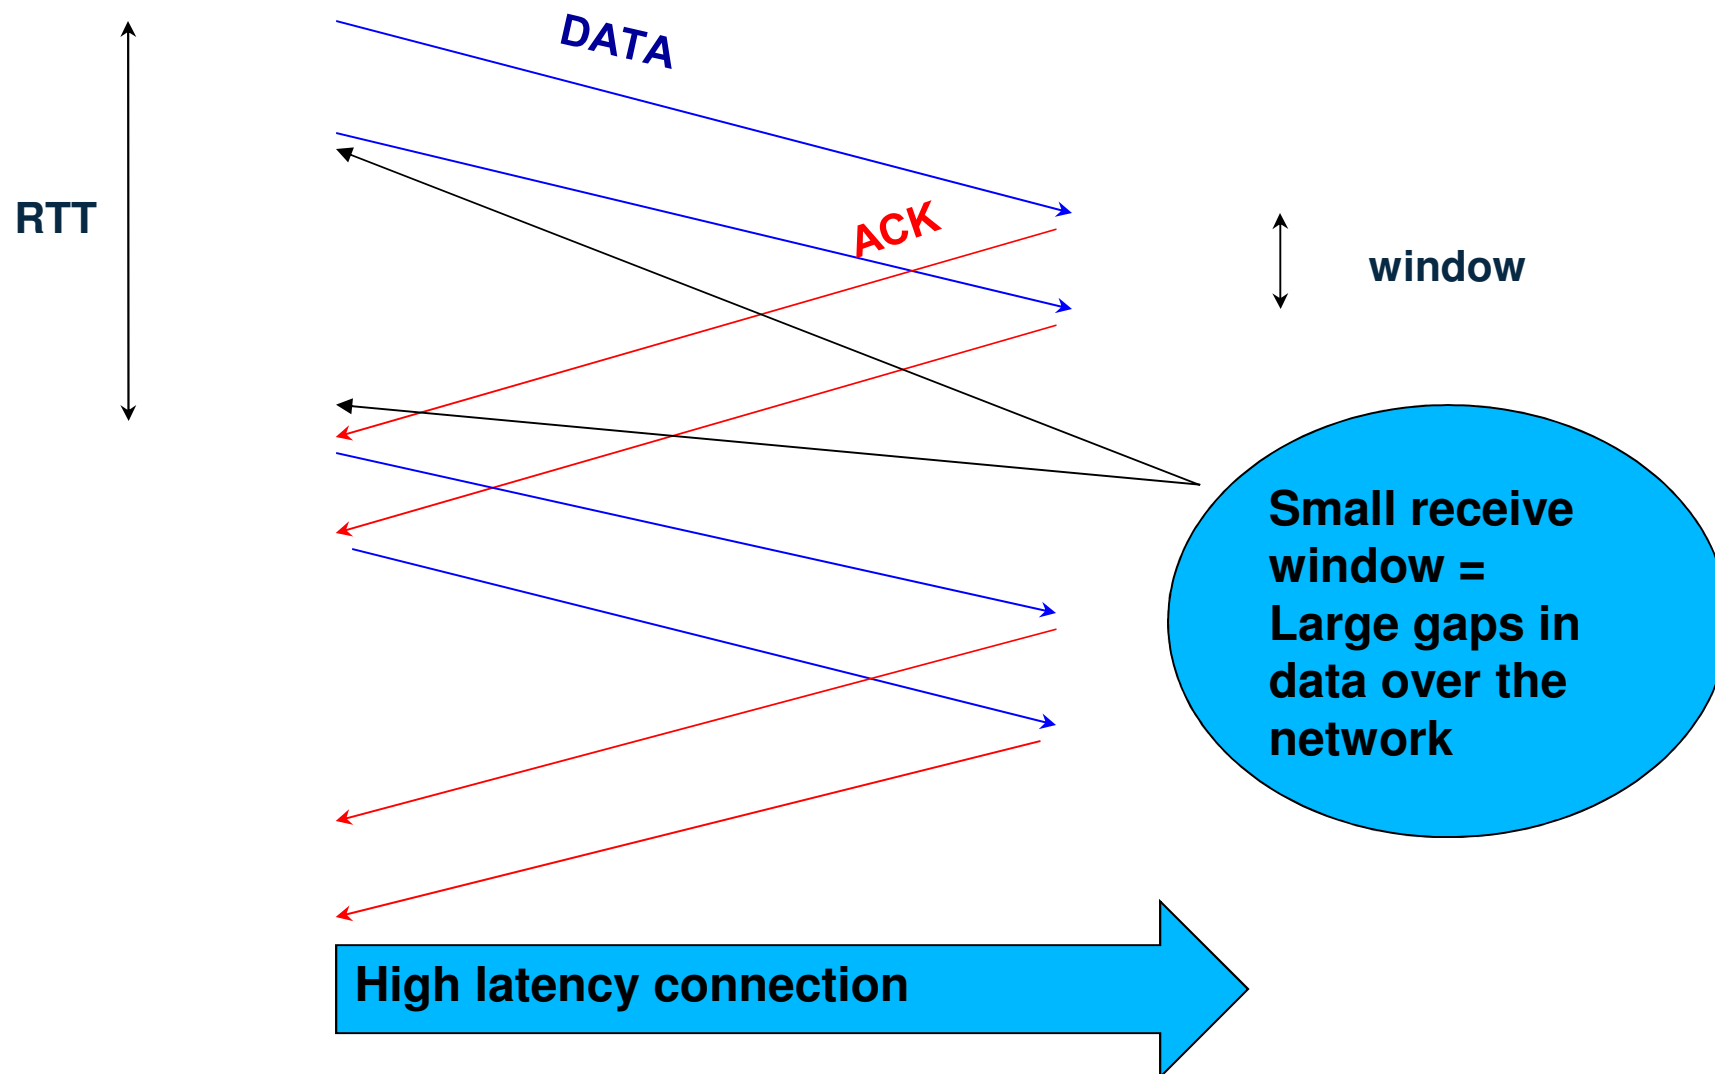 DATA
RTT
ACK
window
Small receive
window =
Large gaps in
data over the
network
High latency connection